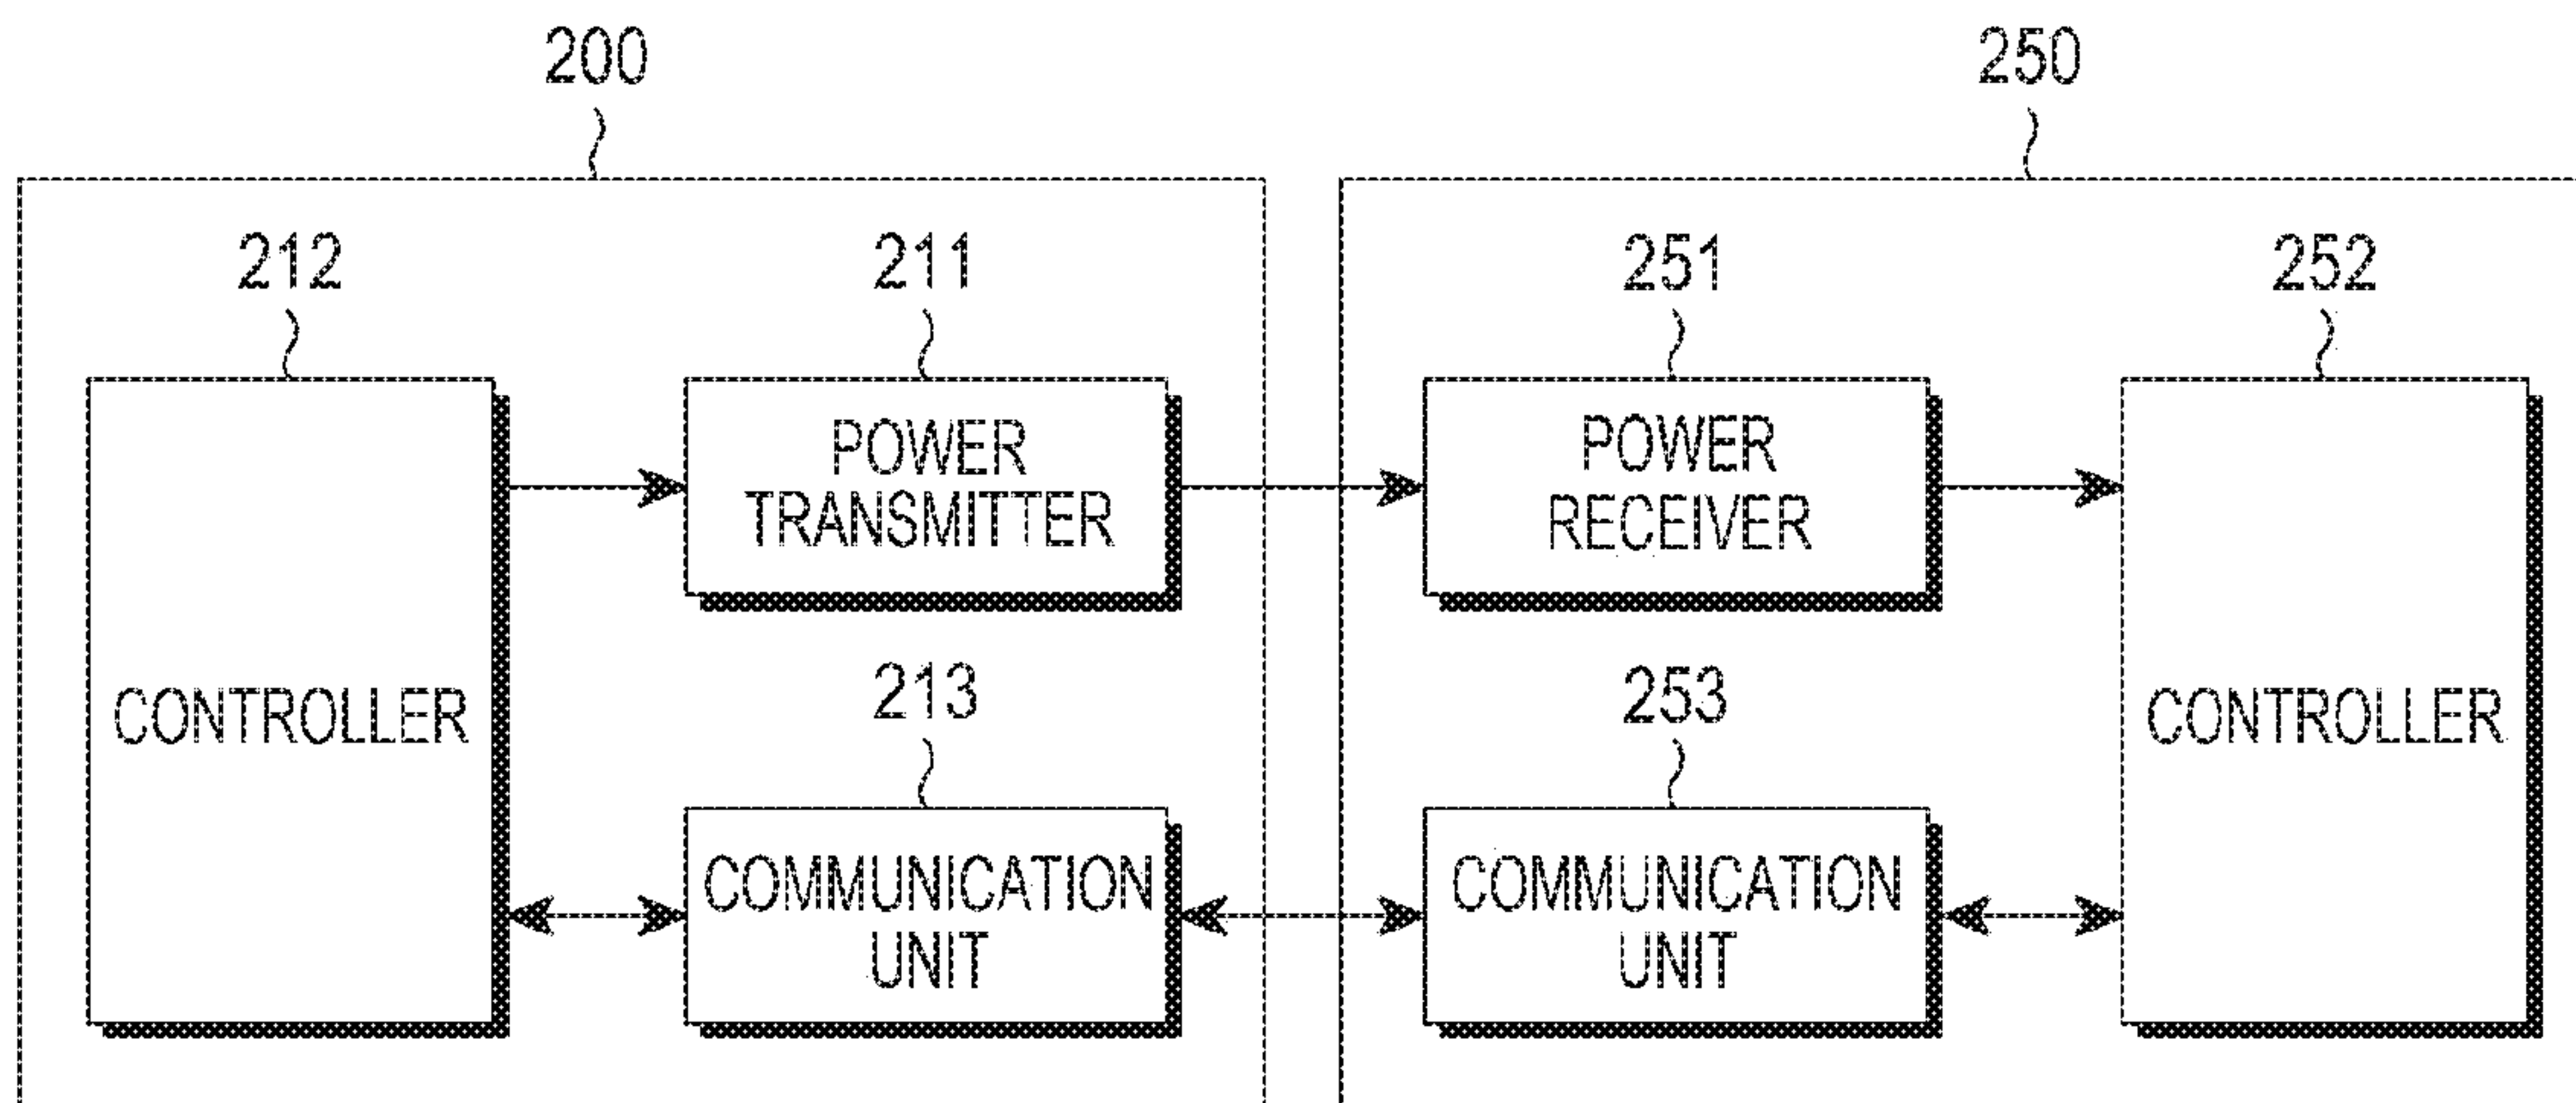 200
250
212
211
251
252
POWER
TRANSMITTER
POWER
RECEIVER
CONTROLLER
213
253
CONTROLLER
COMMUNICATION
UNIT
COMMUNICATION
UNIT